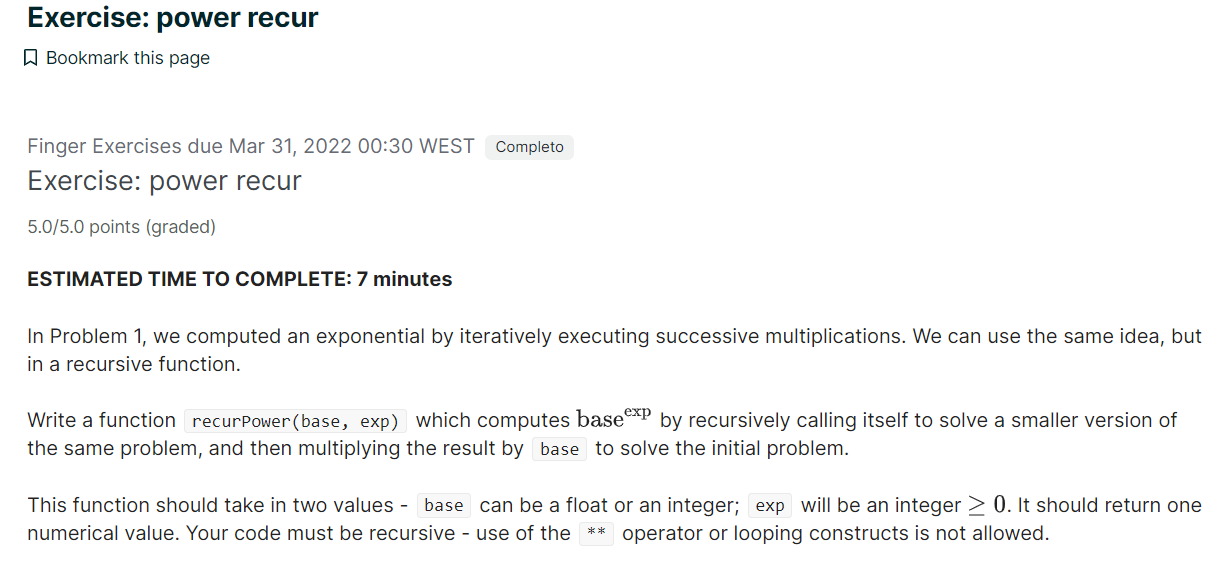 Exercise: power recur
Bookmark this page
Finger Exercises due Mar 31, 2022 00:30 WEST Completo
Exercise: power recur
5.0/5.0 points (graded)
ESTIMATED TIME TO COMPLETE: 7 minutes
In Problem 1, we computed an exponential by iteratively executing successive multiplications. We can use the same idea, but
in a recursive function.
Write a function recurPower(base, exp) which computes base^exp by recursively calling itself to solve a smaller version of
the same problem, and then multiplying the result by base to solve the initial problem.
This function should take in two values - base can be a float or an integer; exp will be an integer ≥ 0. It should return one
numerical value. Your code must be recursive - use of the ** operator or looping constructs is not allowed.